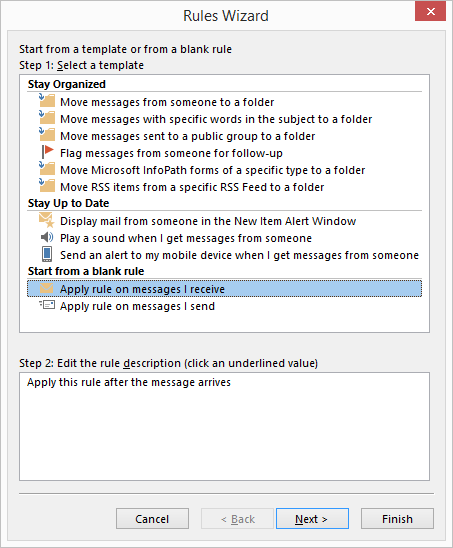 Rules Wizard
Start from a template or from a blank rule
Step 1: Select a template
Stay Organized
Move messages from someone to a folder
Move messages with specific words in the subject to a folder
Move messages sent to a public group to a folder
Flag messages from someone for follow-up
Move Microsoft InfoPath forms of a specific type to a folder
Move RSS items from a specific RSS Feed to a folder
Stay Up to Date
Display mail from someone in the New Item Alert Window
Play a sound when I get messages from someone
Send an alert to my mobile device when I get messages from someone
Start from a blank rule
Apply rule on messages I receive
Apply rule on messages I send
Step 2: Edit the rule description (click an underlined value)
Apply this rule after the message arrives
Cancel < Back Next > Finish